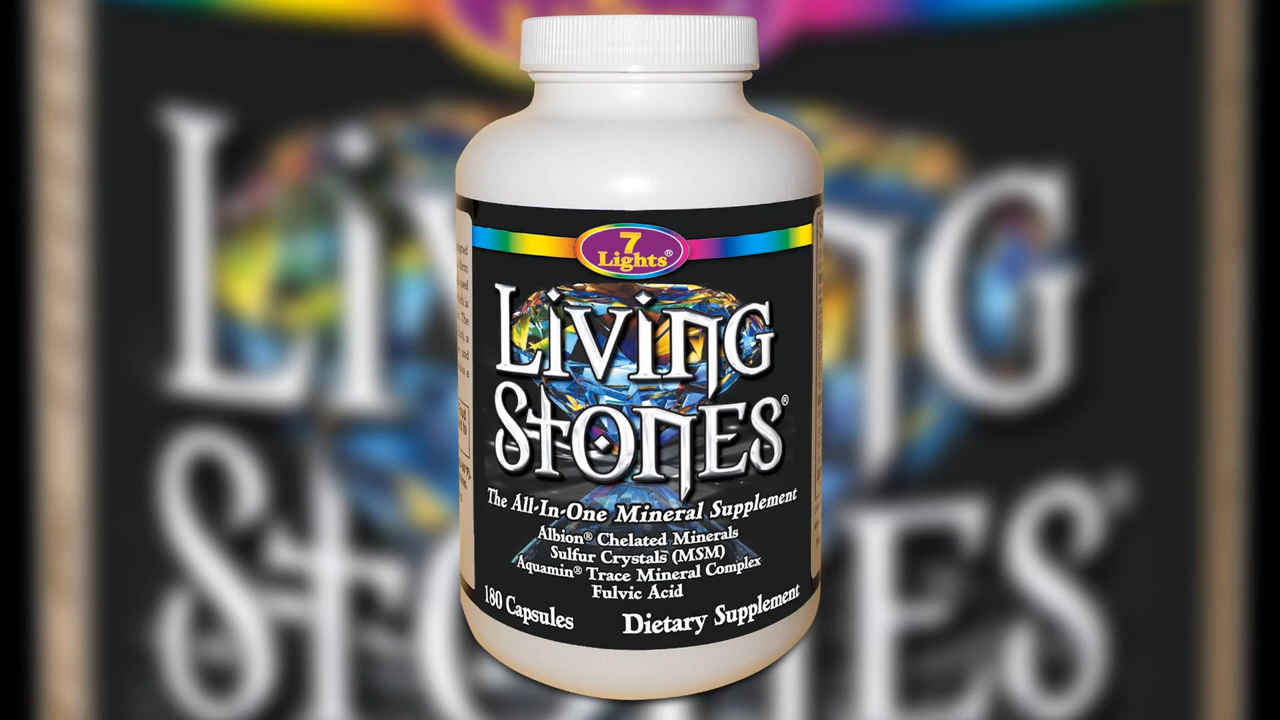 7
Lights®
Living
Stones®
The All-In-One Mineral Supplement
Albion® Chelated Minerals
Sulfur Crystals (MSM)
Aquamin® Trace Mineral Complex
Fulvic Acid
180 Capsules
Dietary Supplement